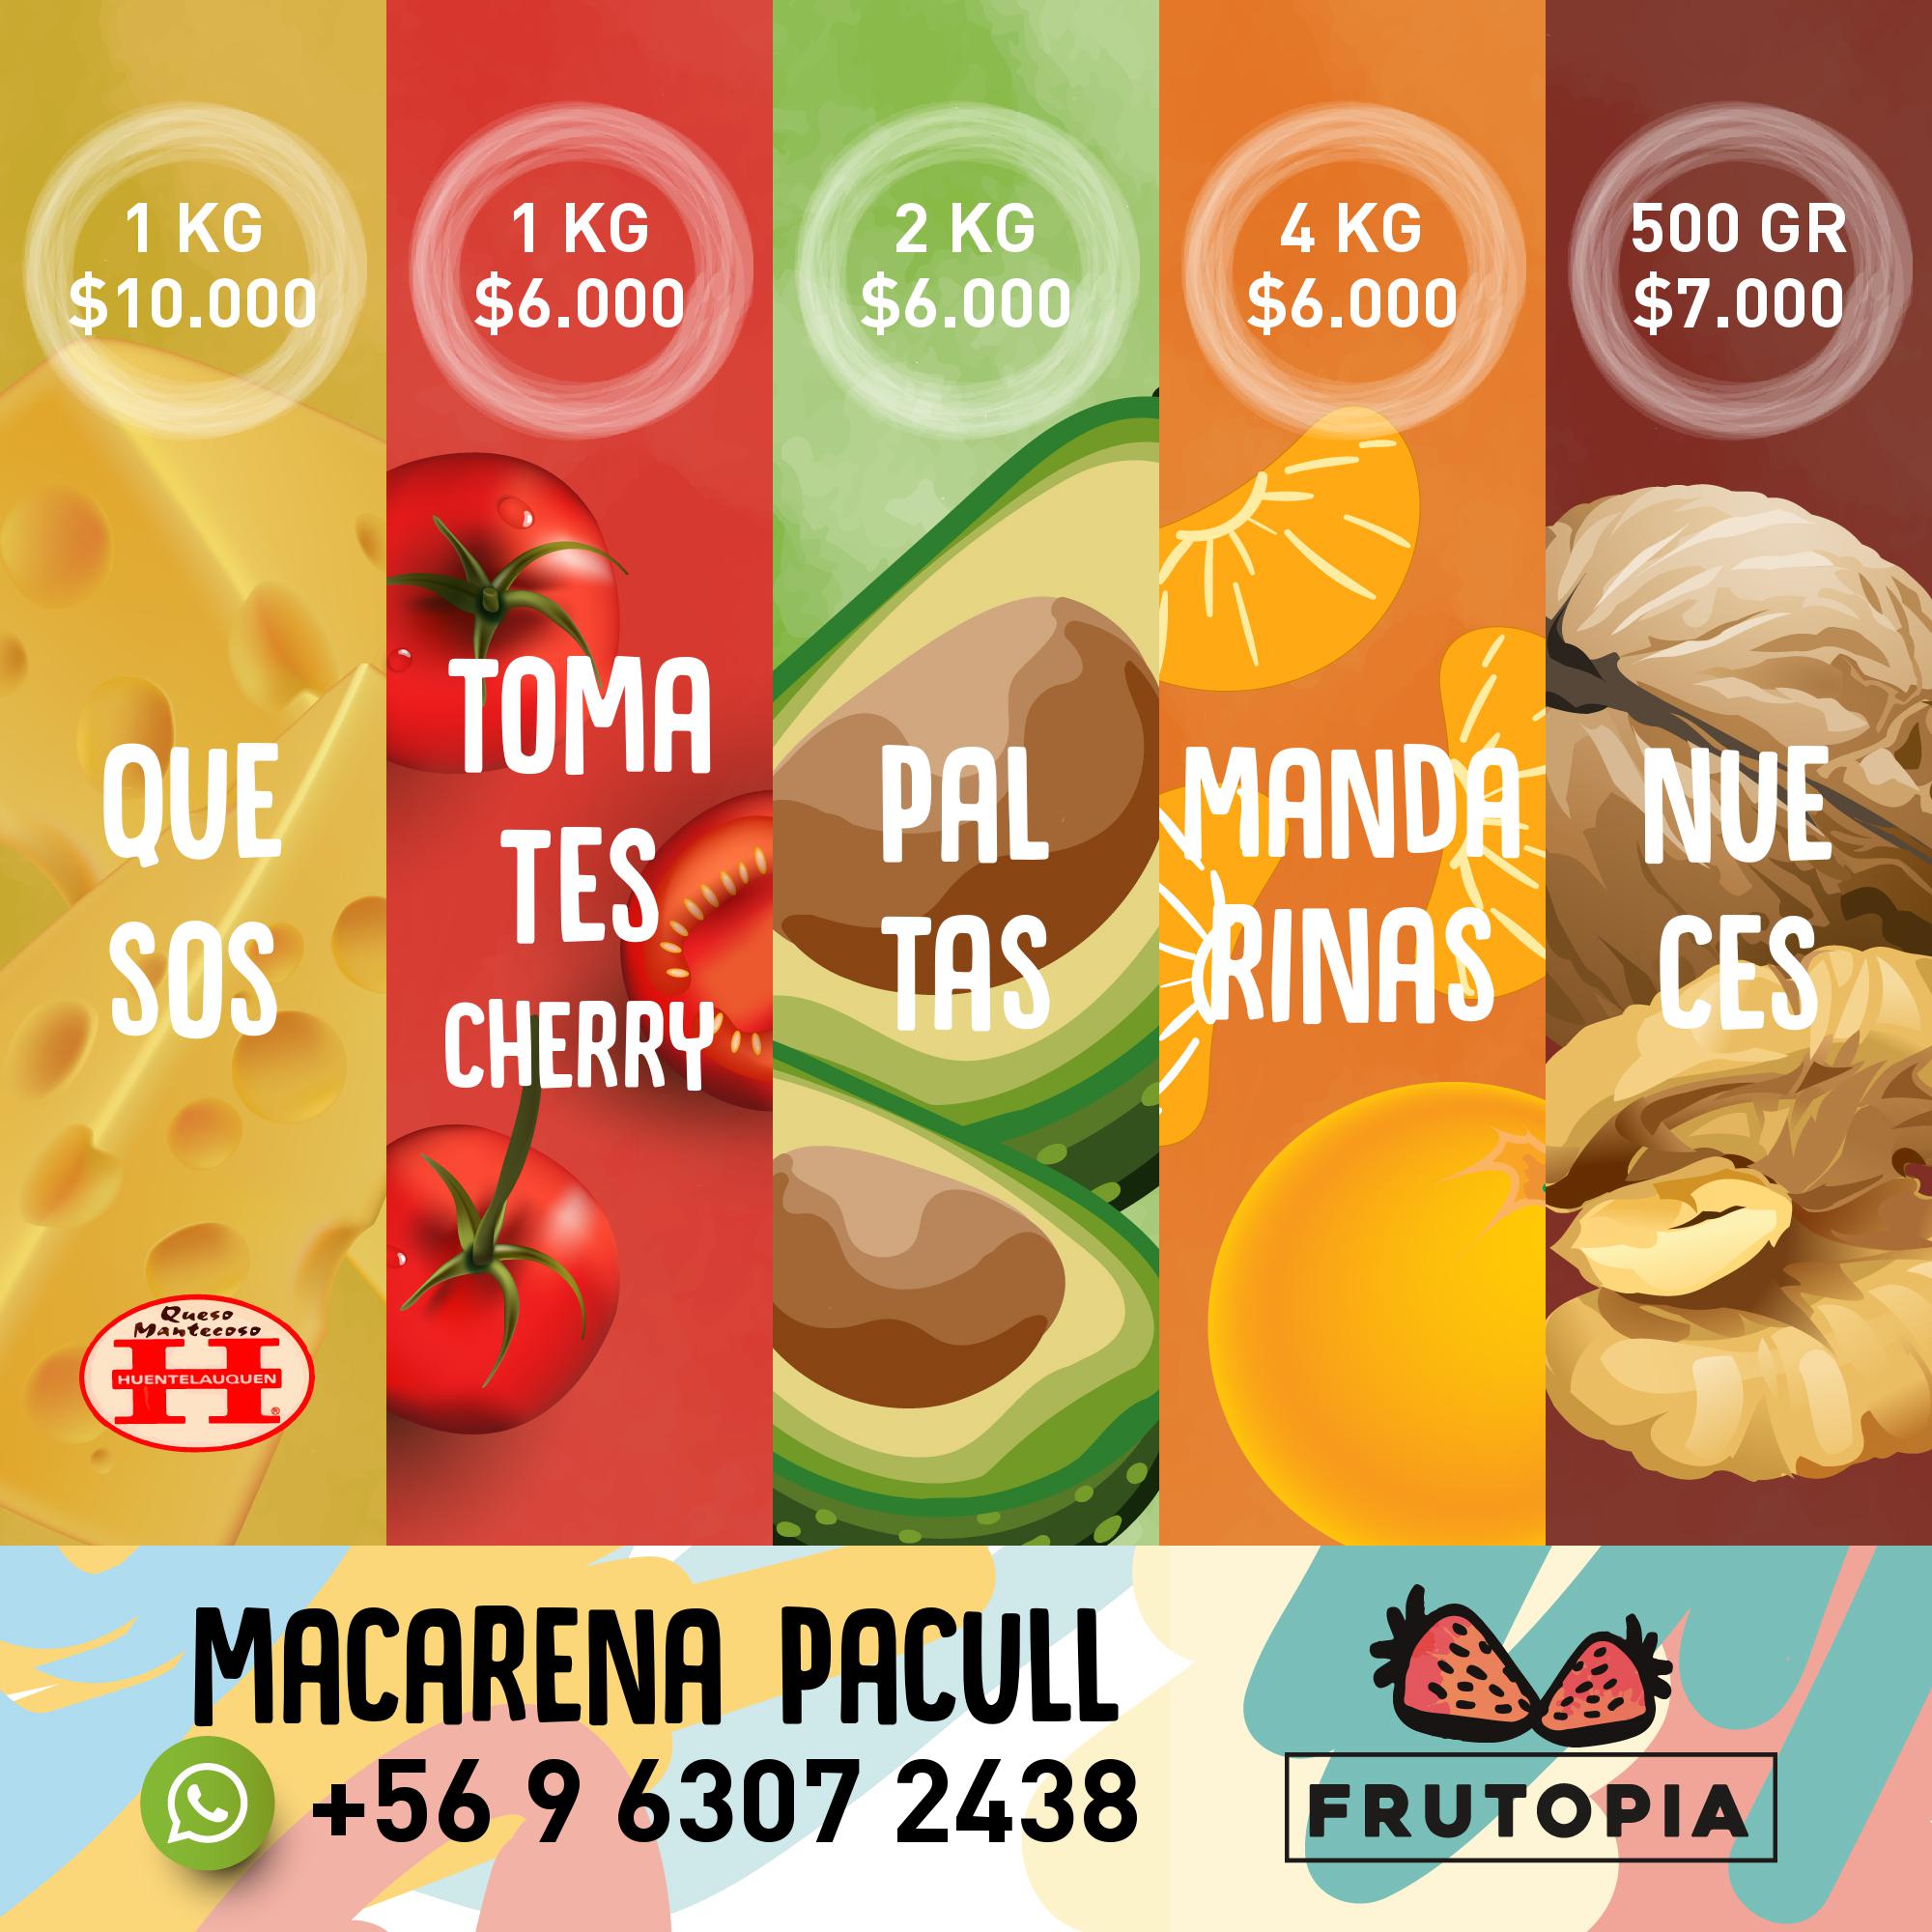 1 KG
$10.000
QUE
SOS
Queso
Mantecoso
H
HUENTELAUQUEN
®
1 KG
$6.000
TOMA
TES
CHERRY
2 KG
$6.000
PAL
TAS
4 KG
$6.000
MANDA
RINAS
500 GR
$7.000
NUE
CES
MACARENA PACULL
+56 9 6307 2438
FRUTOPIA